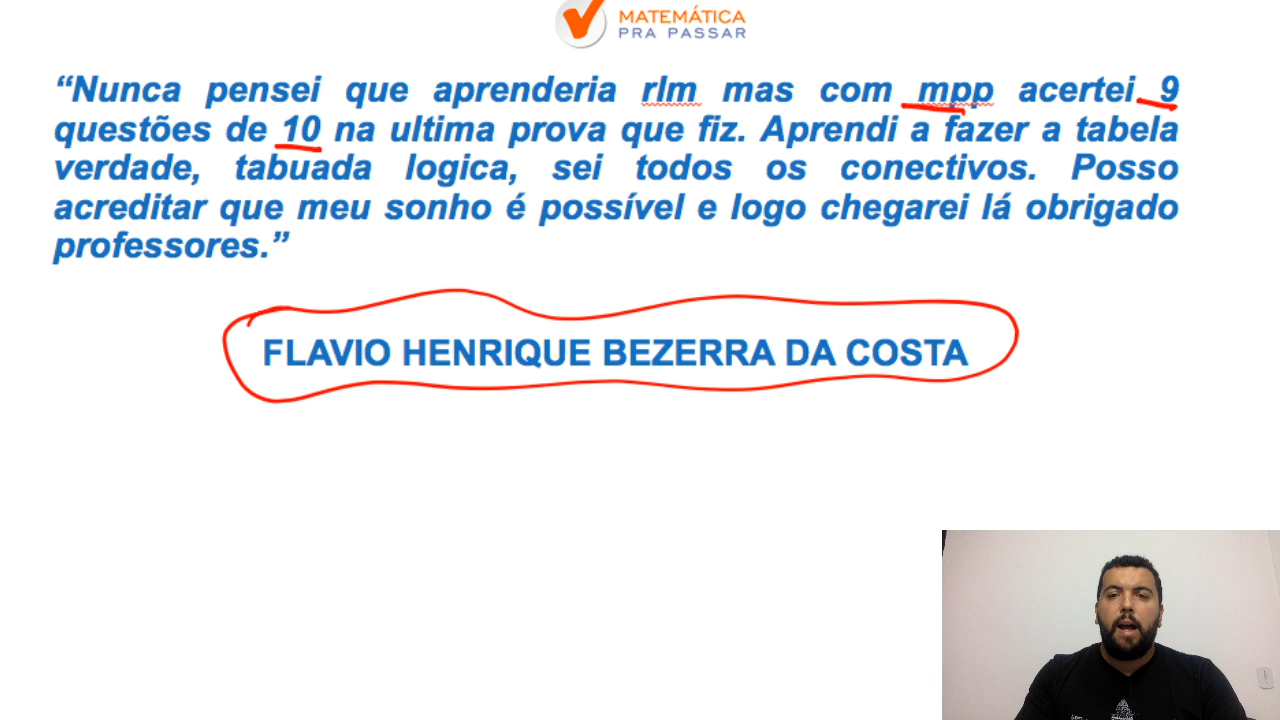 MATEMÁTICA
PRA PASSAR
“Nunca pensei que aprenderia rlm mas com mpp acertei 9
questões de 10 na ultima prova que fiz. Aprendi a fazer a tabela
verdade, tabuada logica, sei todos os conectivos. Posso
acreditar que meu sonho é possível e logo chegarei lá obrigado
professores.”
FLAVIO HENRIQUE BEZERRA DA COSTA